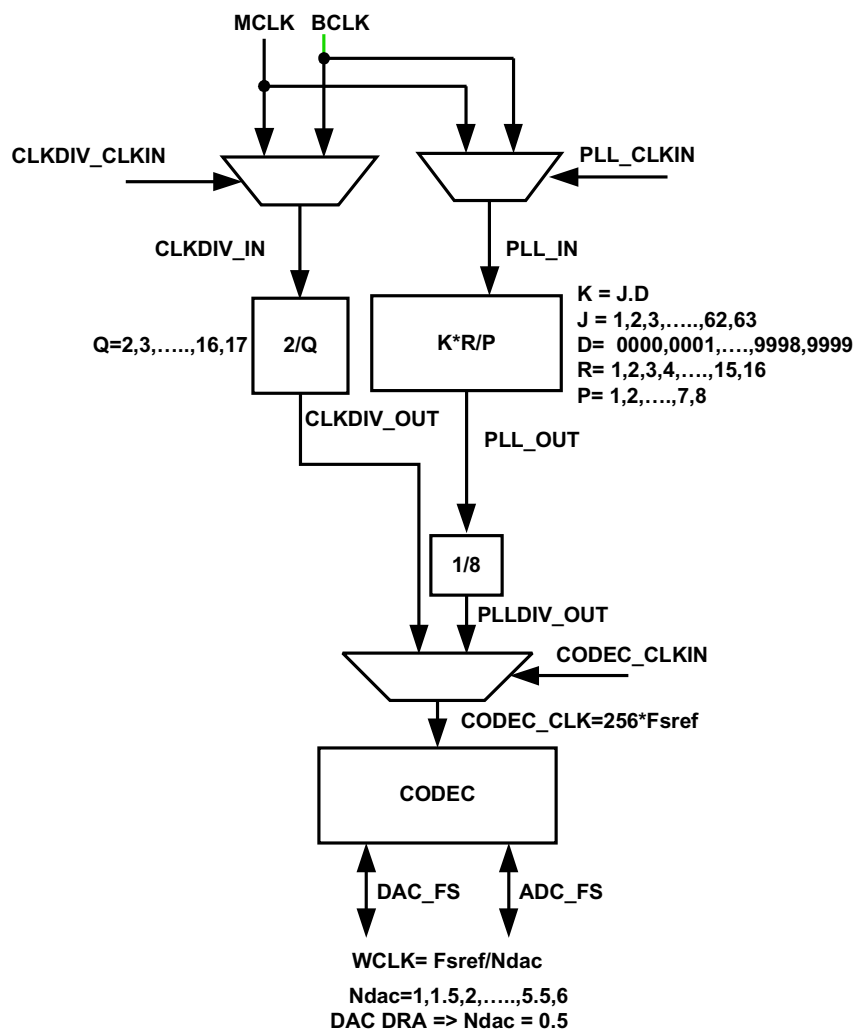 MCLK BCLK
CLKDIV_CLKIN
PLL_CLKIN
CLKDIV_IN
PLL_IN
Q=2,3,…..,16,17
2/Q
K*R/P
K = J.D
J = 1,2,3,…..,62,63
D= 0000,0001,….,9998,9999
R= 1,2,3,4,….,15,16
P= 1,2,….,7,8
CLKDIV_OUT
PLL_OUT
1/8
PLLDIV_OUT
CODEC_CLKIN
CODEC_CLK=256*Fsref
CODEC
DAC_FS
ADC_FS
WCLK= Fsref/Ndac
Ndac=1,1.5,2,…..,5.5,6
DAC DRA => Ndac = 0.5